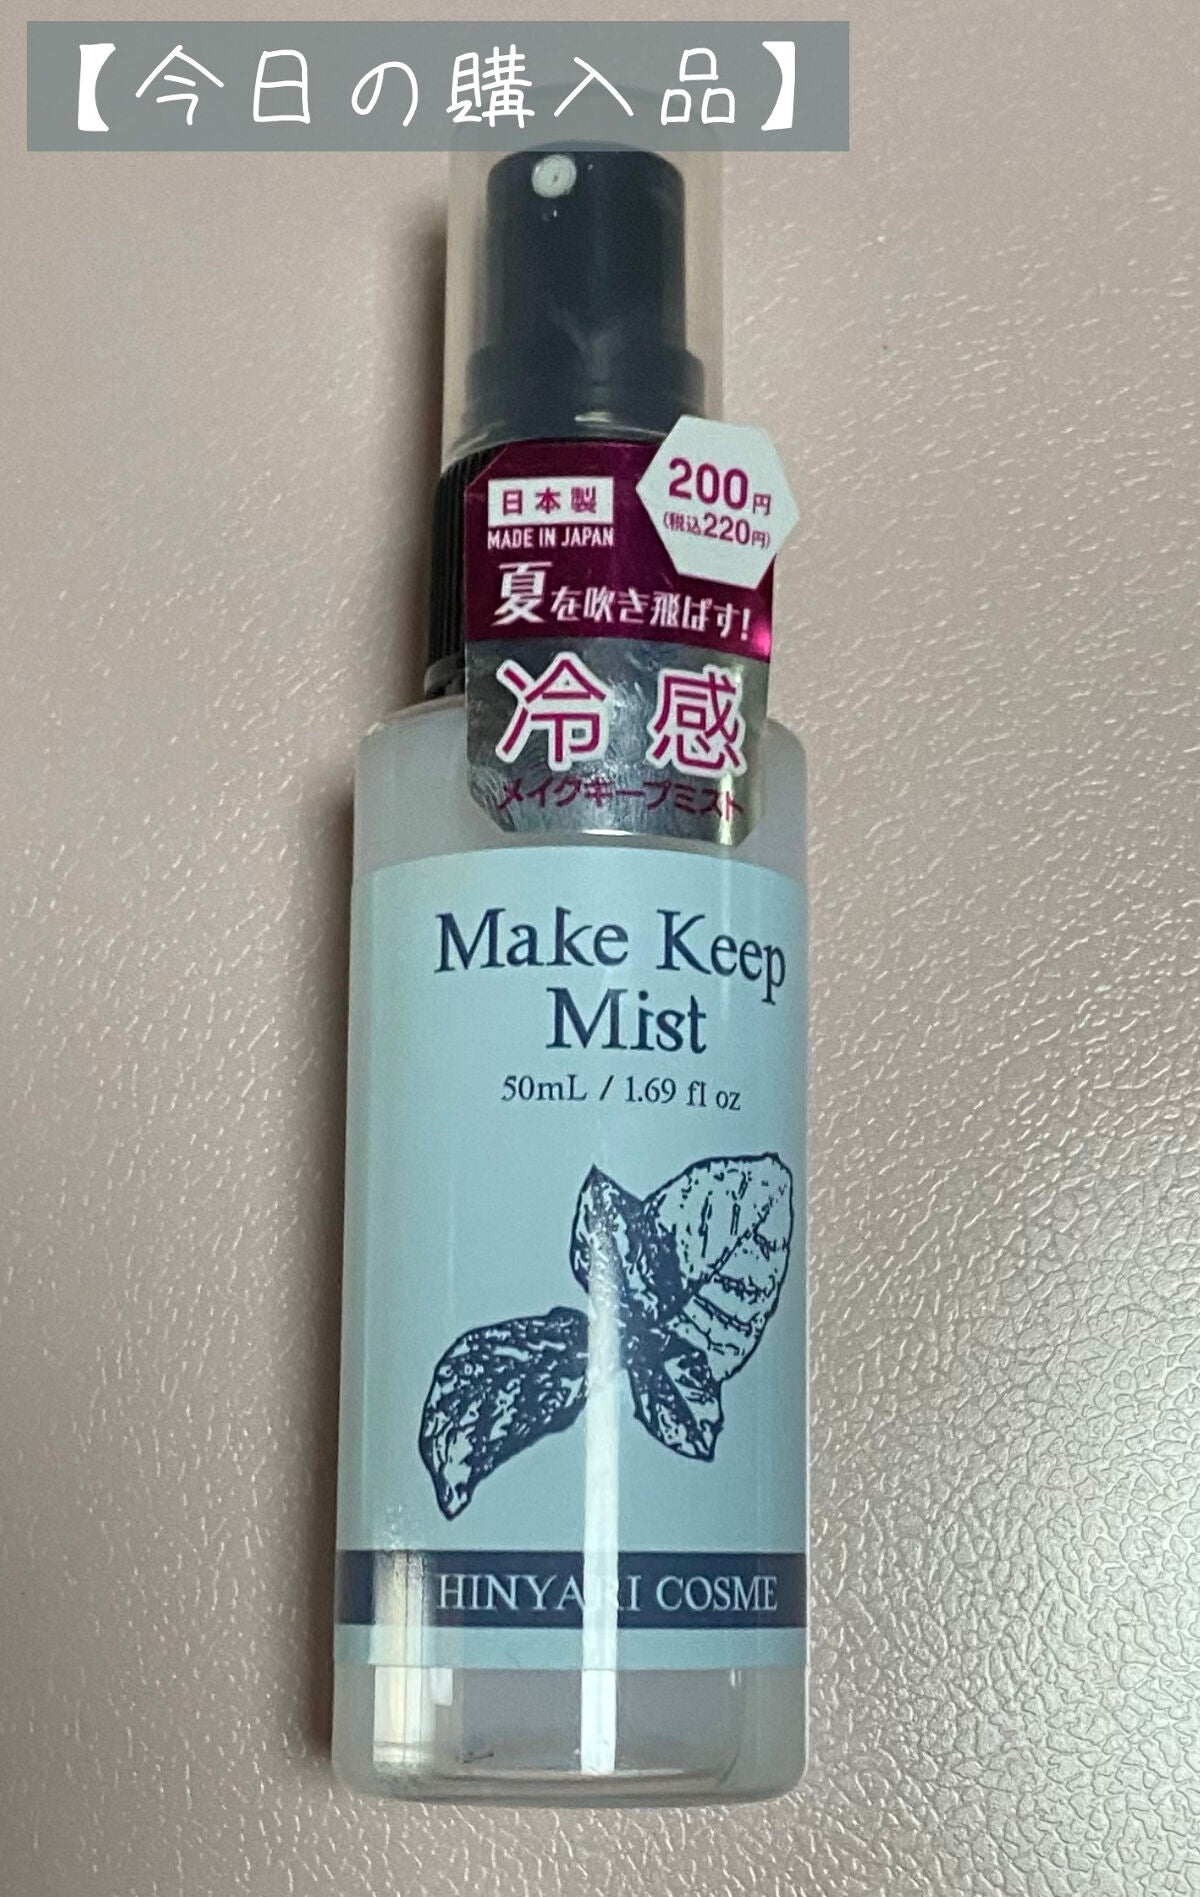 【今日の購入品】
200円
(税込220円)
日本製
MADE IN JAPAN
夏を吹き飛ばす!
冷感
メイクキープミスト
Make Keep
Mist
50mL / 1.69 fl oz
HINYARI COSME